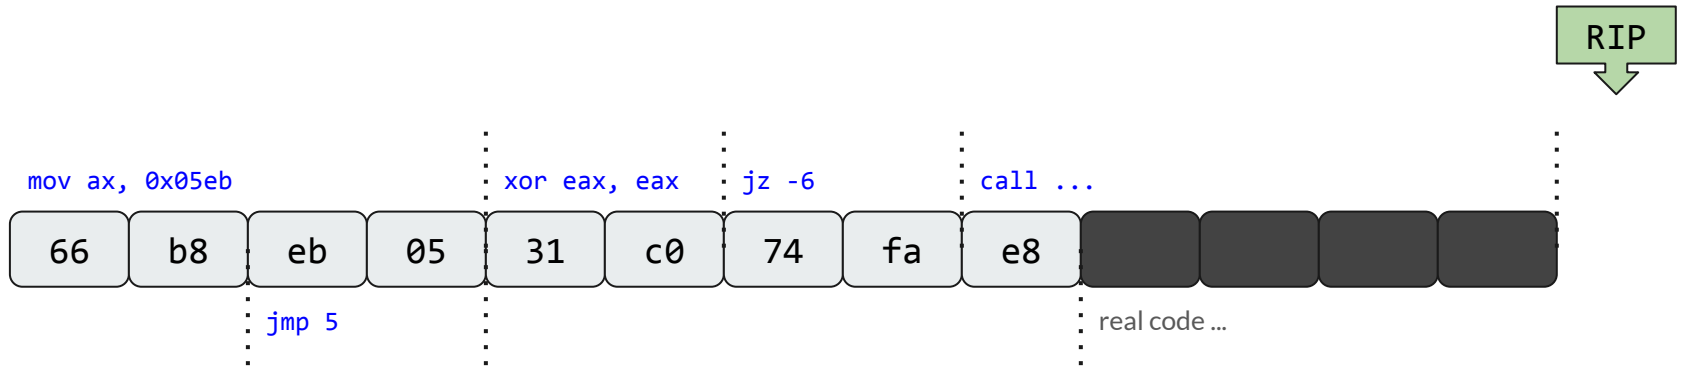 RIP
mov ax, 0x05eb xor eax, eax jz -6 call ...
66 b8 eb 05 31 c0 74 fa e8
jmp 5 real code ...